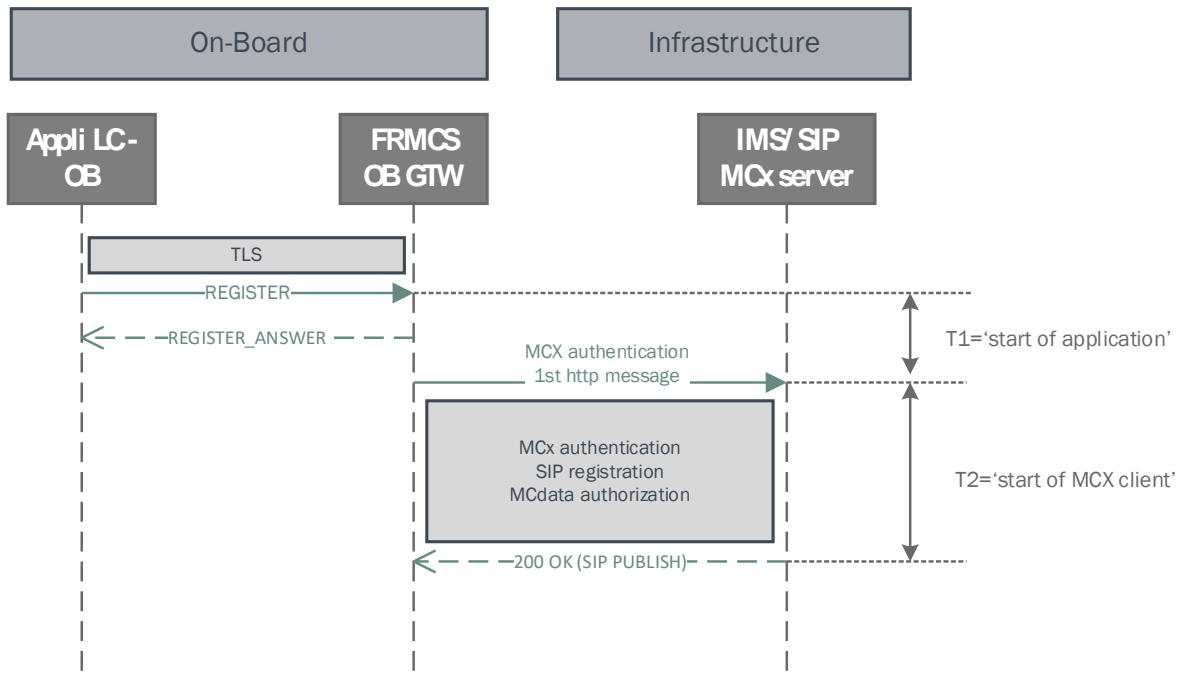 On-Board
Infrastructure
Appli LC-
OB
FRMCS
OB GTW
IMS/SIP
MCx server
TLS
REGISTER
REGISTER_ANSWER
T1=‘start of application’
MCX authentication
1st http message
MCx authentication
SIP registration
MCdata authorization
T2=‘start of MCX client’
200 OK (SIP PUBLISH)